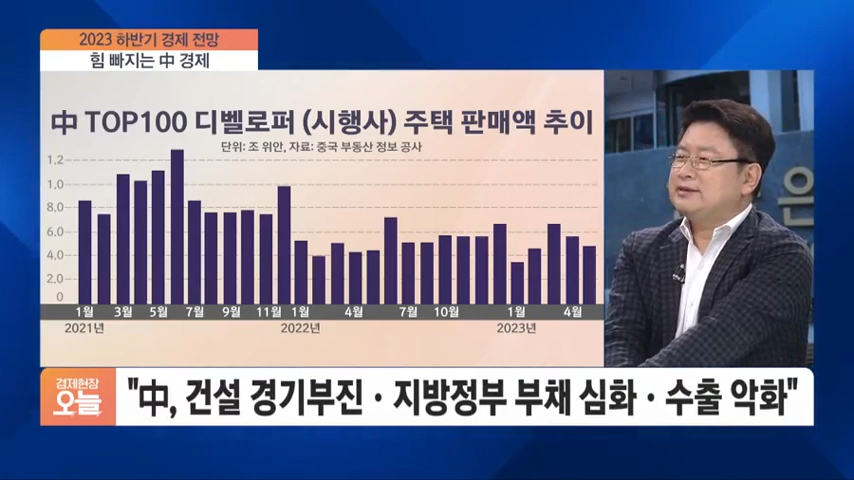 2023 하반기 경제 전망
힘 빠지는 中 경제
中 TOP100 디벨로퍼 (시행사) 주택 판매액 추이
단위: 조 위안, 자료: 중국 부동산 정보 공사
1,2
1,0
8,0
6,0
4,0
2,0
0
1월 3월 5월 7월 9월 11월 1월 4월 7월 10월 1월 4월
2021년 2022년 2023년
은
경제현장
오늘
"中, 건설 경기부진·지방정부 부채 심화·수출 악화"